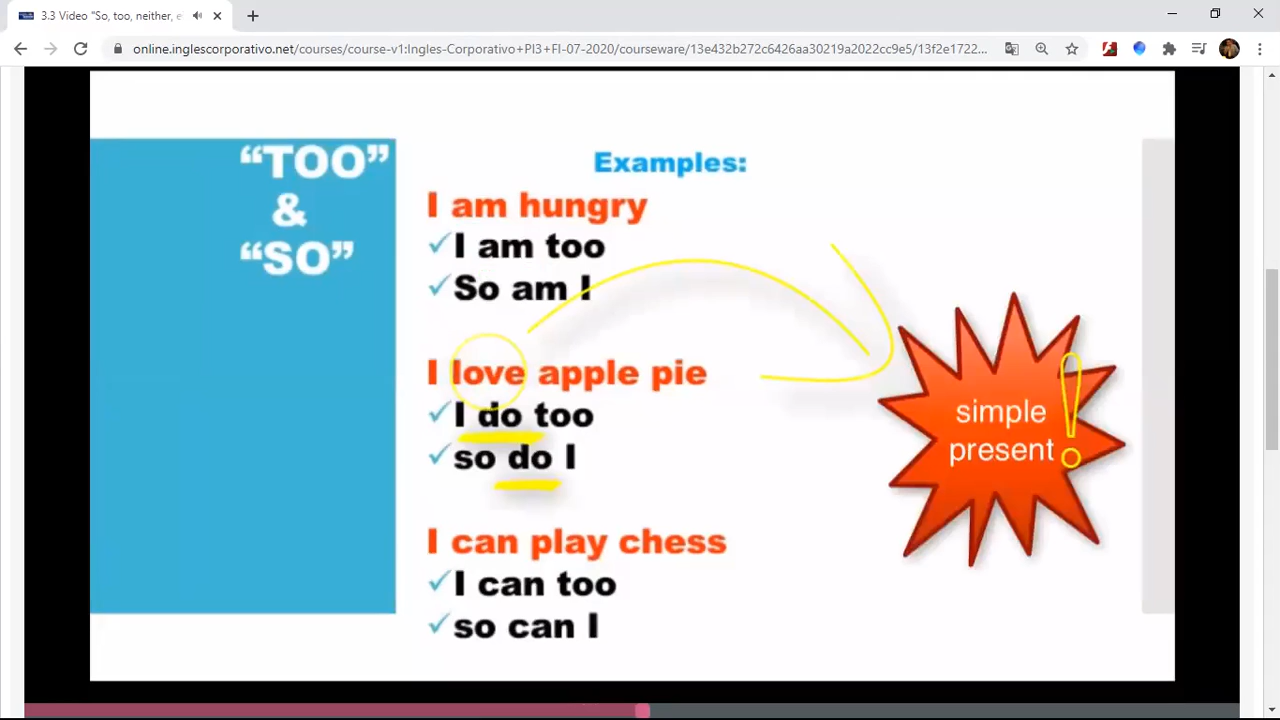 3.3 Video "So, too, neither, e
online.inglescorporativo.net/courses/course-v1:Ingles-Corporativo+PI3+FI-07-2020/courseware/13e432b272c6426aa30219a2022cc9e5/13f2e1722...
“TOO”
&
“SO”
Examples:
I am hungry
I am too
So am I
I love apple pie
I do too
so do I
I can play chess
I can too
so can I
simple
present
!